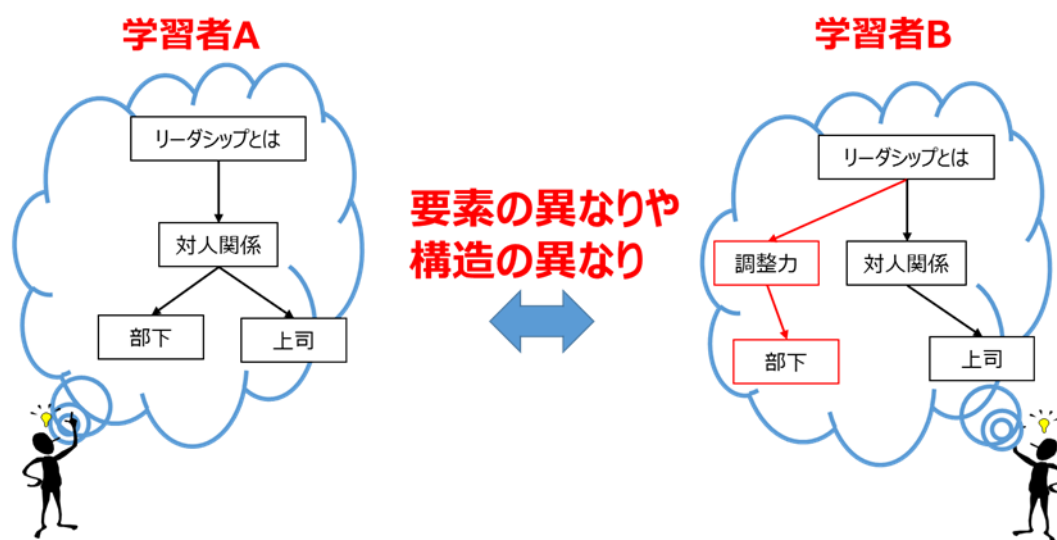 学習者A
リーダシップとは
対人関係
部下
上司
要素の異なりや
構造の異なり
学習者B
リーダシップとは
調整力
対人関係
部下
上司